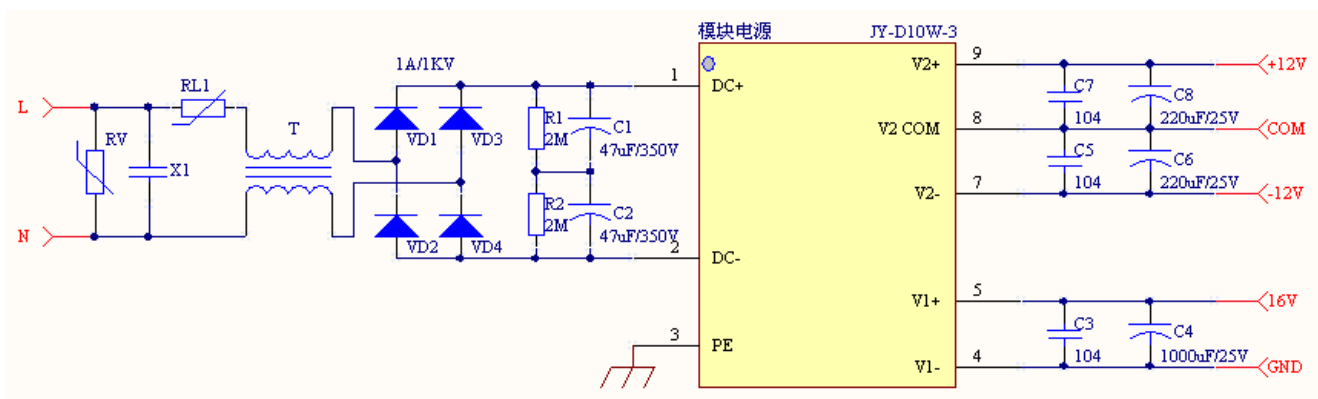 模块电源 JY-D10W-3
1A/1KV
L
RL1
RV
X1
T
N
VD1
VD3
VD2
VD4
R1
2M
C1
47uF/350V
R2
2M
C2
47uF/350V
1
DC+
2
DC-
3
PE
V2+
9
V2 COM
8
V2-
7
V1+
5
V1-
4
C7
104
C8
220uF/25V
C5
104
C6
220uF/25V
C3
104
C4
1000uF/25V
+12V
COM
-12V
16V
GND